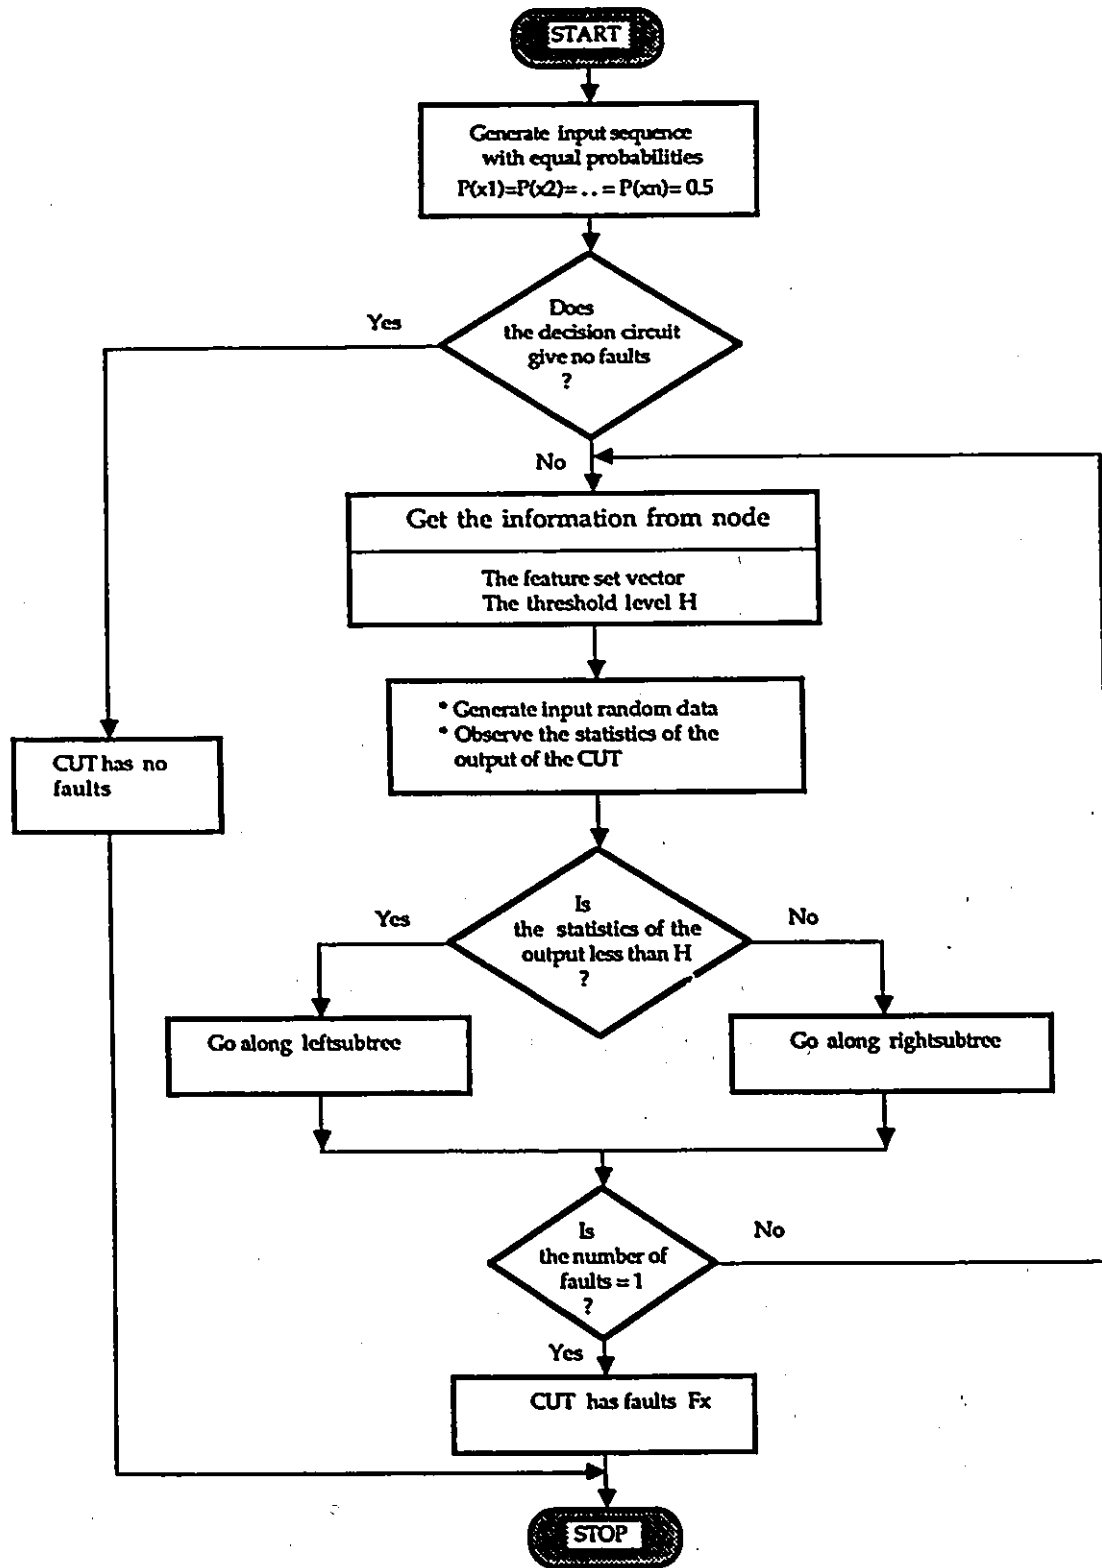 START
Generate input sequence
with equal probabilities
P(x1)=P(x2)= . . = P(xn)= 0.5
Does
the decision circuit
give no faults
?
Yes
No
Get the information from node
The feature set vector
The threshold level H
* Generate input random data
* Observe the statistics of the
output of the CUT
CUT has no
faults
Is
the statistics of the
output less than H
?
Yes
No
Go along leftsubtree
Go along rightsubtree
Is
the number of
faults = 1
?
No
Yes
CUT has faults Fx
STOP